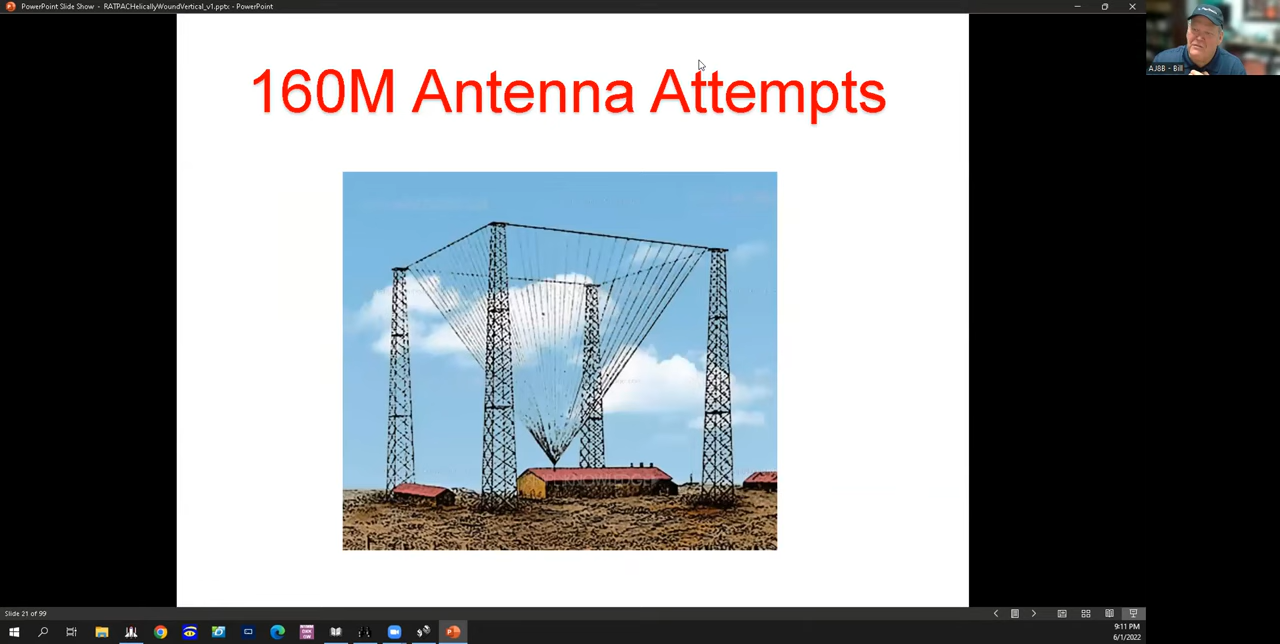 PowerPoint Slide Show - RATPACHelicallyWoundVertical_v1.pptx - PowerPoint
AJ8B - Bill
160M Antenna Attempts
KNOWLEDGE
Slide 21 of 99
9:11 PM
6/1/2022